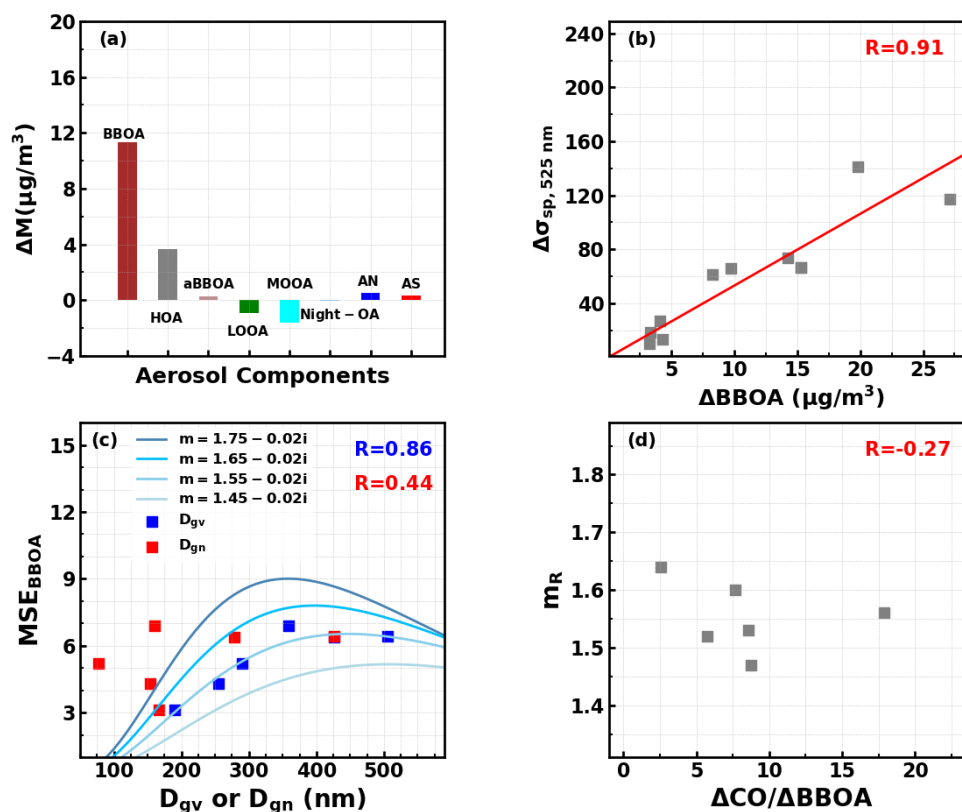 (a)
20
16
12
8
4
0
−4
ΔM(μg/m³)
BBOA
HOA
aBBOA
LOOA
MOOA
Night−OA
AN
AS
Aerosol Components
(b)
R=0.91
240
200
160
120
80
40
Δσsp, 525 nm
5 10 15 20 25
ΔBBOA (μg/m³)
(c)
m=1.75−0.02i
m=1.65−0.02i
m=1.55−0.02i
m=1.45−0.02i
Dgv
Dgn
R=0.86
R=0.44
15
12
9
6
3
MSEBBOA
100 200 300 400 500
Dgv or Dgn (nm)
(d)
R=-0.27
1.8
1.7
1.6
1.5
1.4
mR
0 5 10 15 20
ΔCO/ΔBBOA